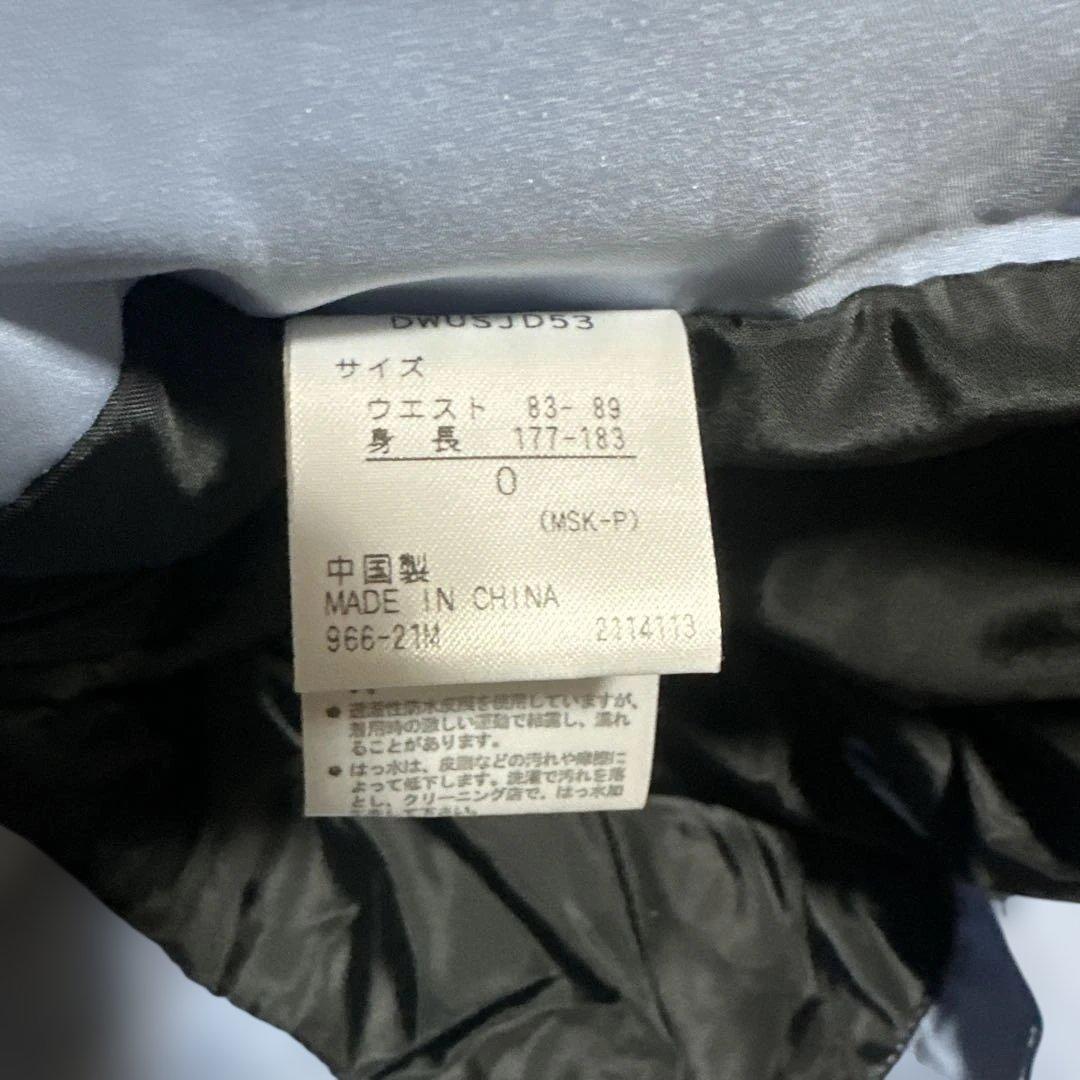 DWUSJD53
サイズ
ウエスト 83-89
身長 177-183
O
(MSK-P)
中国製
MADE IN CHINA
966-21M 2114113
● 透湿性防水皮膜を使用していますが、
着用時の激しい運動で結露し、濡れ
ることがあります。
● はっ水は、皮脂などの汚れや摩擦に
よって低下します。洗濯で汚れを落
とし、クリーニング店で、はっ水加